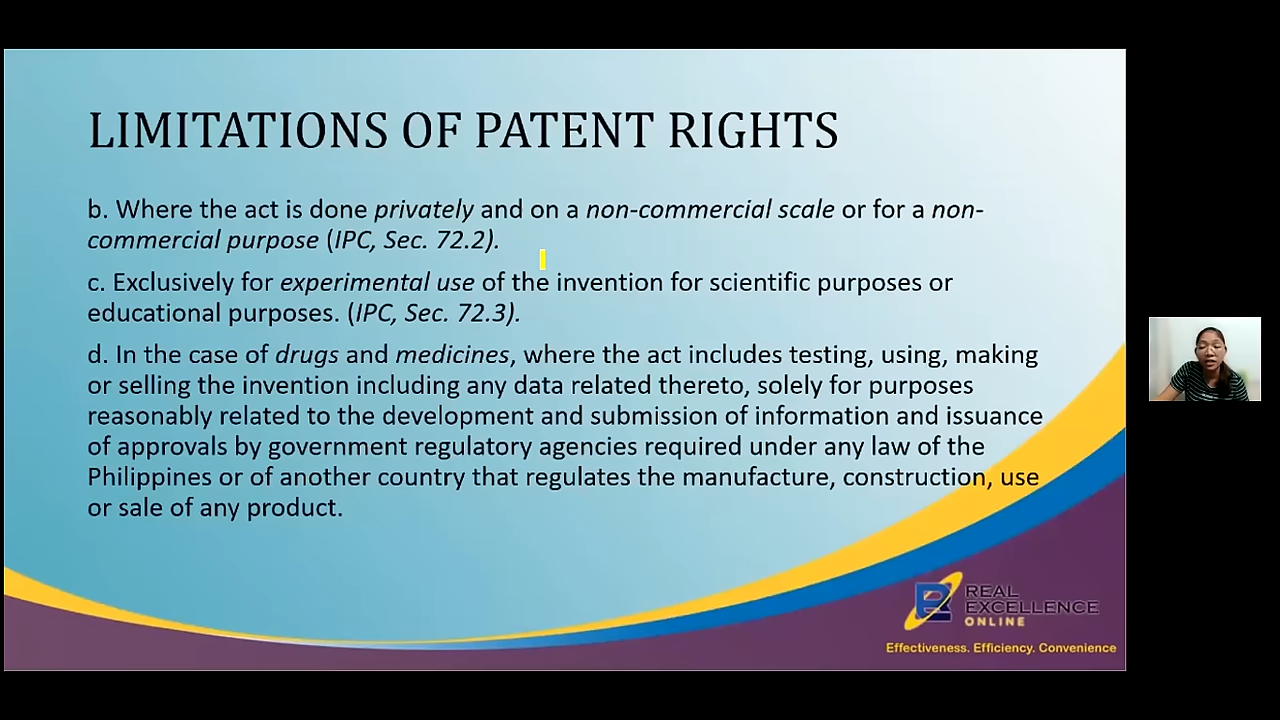 LIMITATIONS OF PATENT RIGHTS
b. Where the act is done privately and on a non-commercial scale or for a non-
commercial purpose (IPC, Sec. 72.2).
c. Exclusively for experimental use of the invention for scientific purposes or
educational purposes. (IPC, Sec. 72.3).
d. In the case of drugs and medicines, where the act includes testing, using, making
or selling the invention including any data related thereto, solely for purposes
reasonably related to the development and submission of information and issuance
of approvals by government regulatory agencies required under any law of the
Philippines or of another country that regulates the manufacture, construction, use
or sale of any product.
REAL
EXCELLENCE
ONLINE
Effectiveness. Efficiency. Convenience